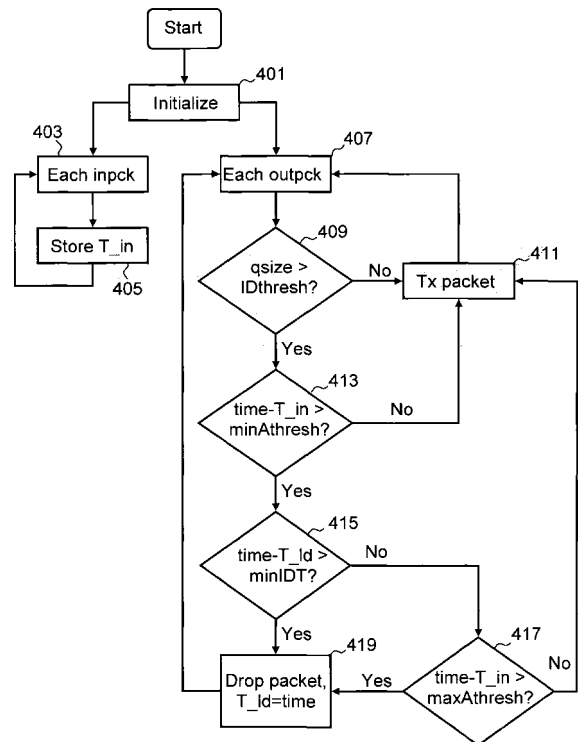 Start
401
Initialize
403
407
Each inpck
Each outpck
409
Store T_in
405
qsize >
IDthresh?
No
411
Tx packet
Yes
413
time-T_in >
minAthresh?
No
Yes
415
time-T_ld >
minIDT?
No
Yes
419
417
Drop packet,
T_ld=time
Yes
time-T_in >
maxAthresh?
No